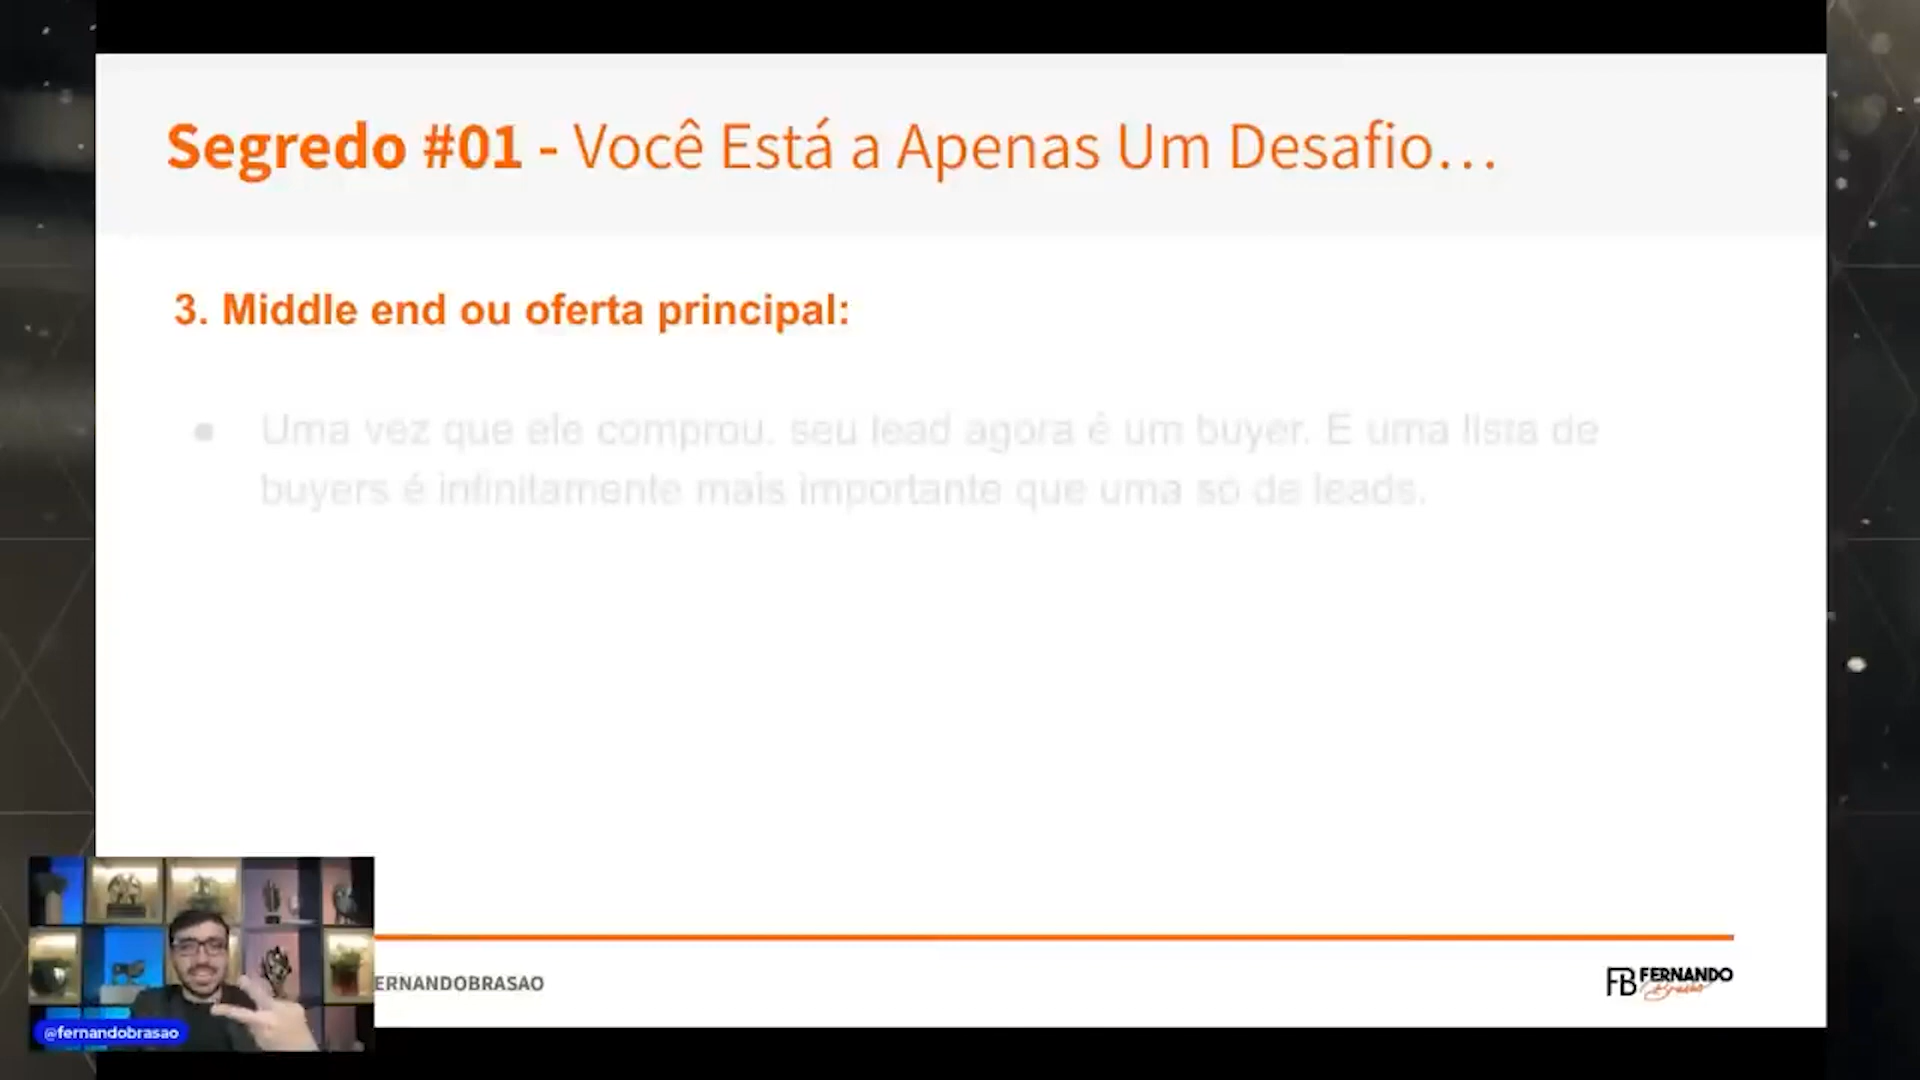 Segredo #01 - Você Está a Apenas Um Desafio...
3. Middle end ou oferta principal:
● Uma vez que ele comprou, seu lead agora é um buyer. E uma lista de
buyers é infinitamente mais importante que uma só de leads.
ERNANDOBRASAO
FB FERNANDO
Brasão
@fernandobrasao